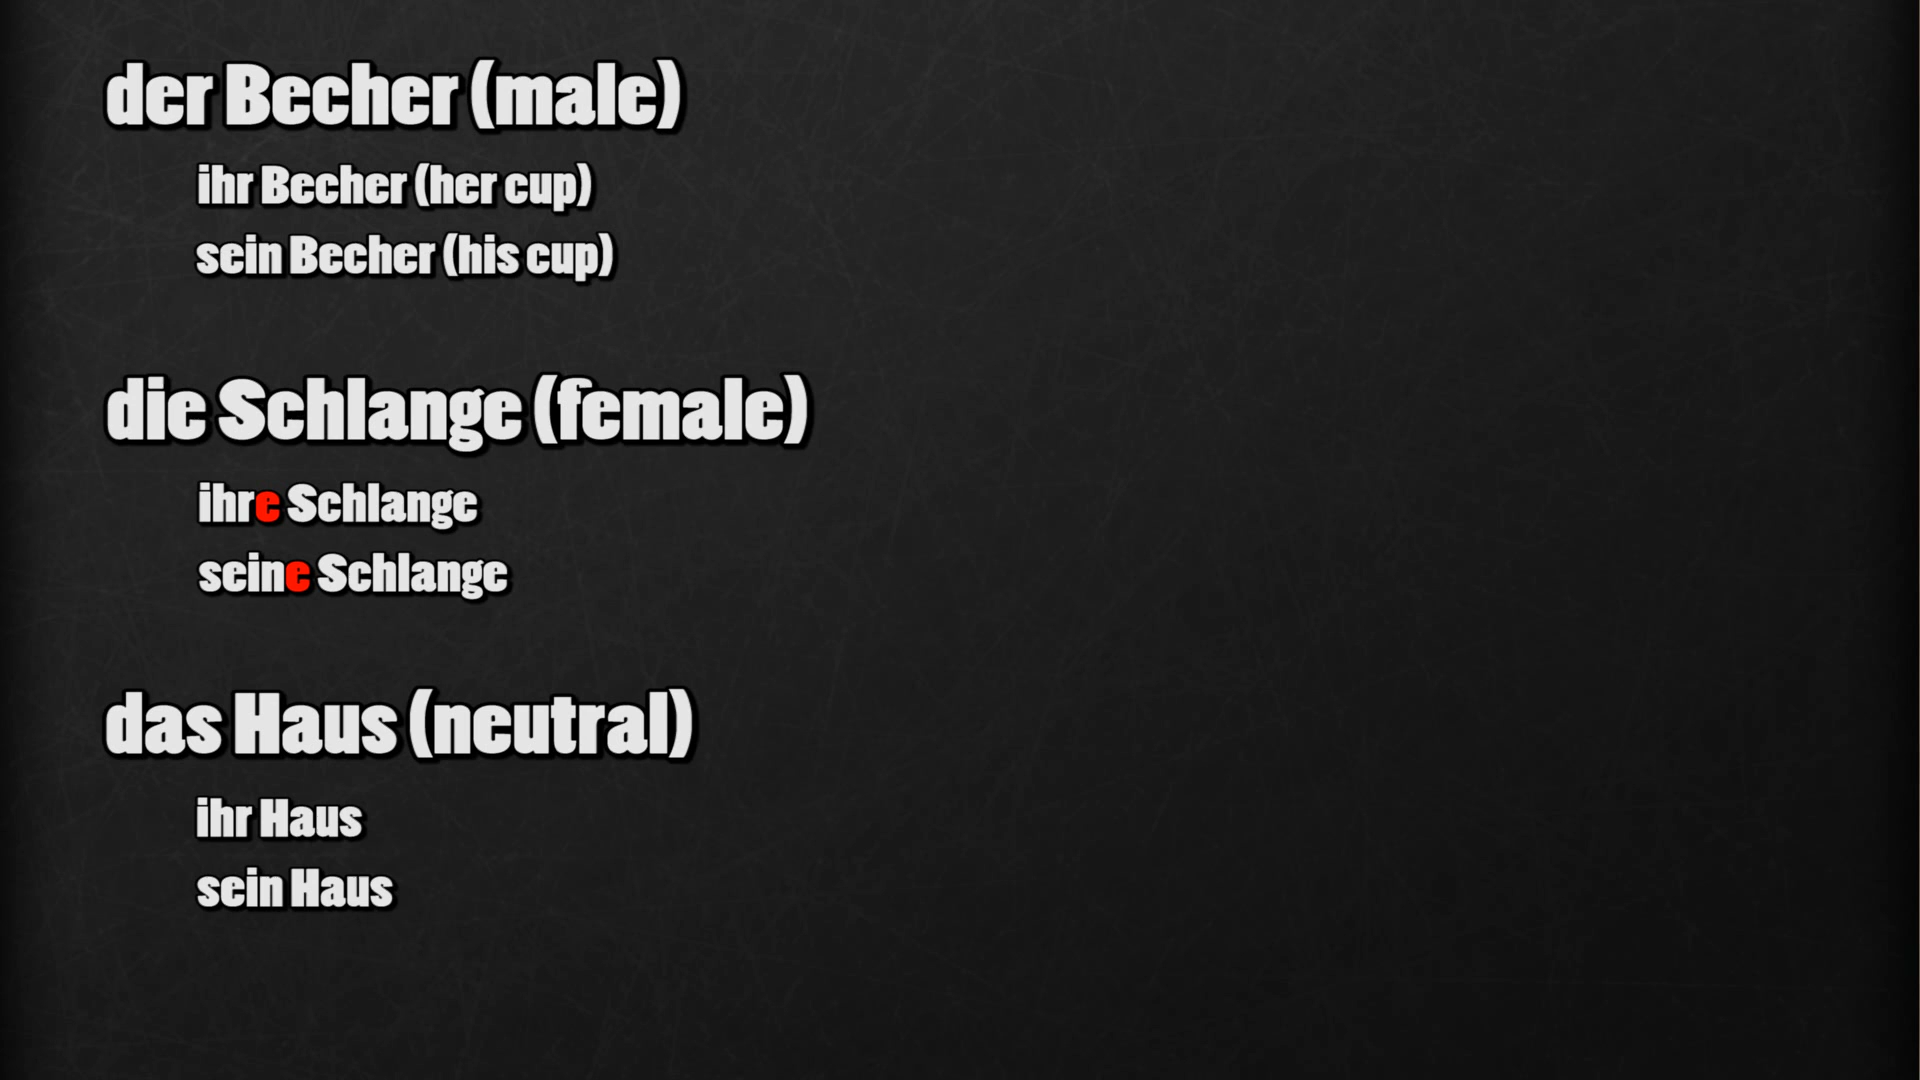 der Becher (male)
ihr Becher (her cup)
sein Becher (his cup)
die Schlange (female)
ihre Schlange
seine Schlange
das Haus (neutral)
ihr Haus
sein Haus